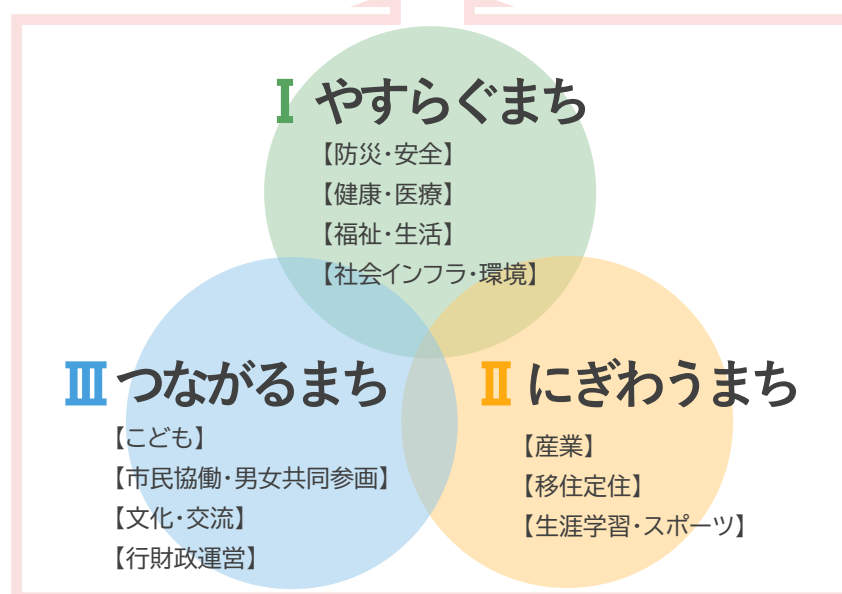 Ⅰ やすらぐまち
【防災・安全】
【健康・医療】
【福祉・生活】
【社会インフラ・環境】
Ⅱ にぎわうまち
【産業】
【移住定住】
【生涯学習・スポーツ】
Ⅲ つながるまち
【こども】
【市民協働・男女共同参画】
【文化・交流】
【行財政運営】